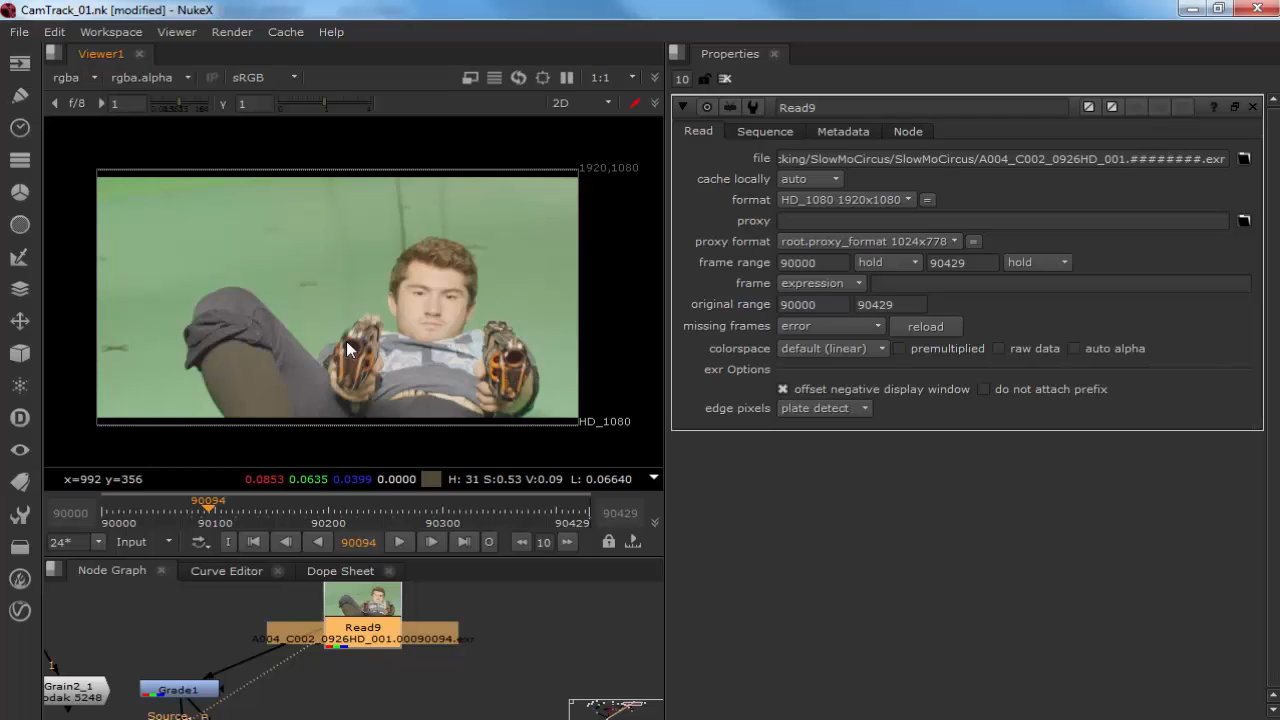 CamTrack_01.nk [modified] - NukeX
File Edit Workspace Viewer Render Cache Help
Viewer1
rgba rgba.alpha IP sRGB 1:1
f/8 1 Y 1 2D
1920,1080
HD_1080
x=992 y=356 0.0853 0.0635 0.0399 0.0000 H: 31 S:0.53 V:0.09 L: 0.06640
90094
90000 90000 90100 90200 90300 90429 90429
24* Input I 90094 O 10
Node Graph Curve Editor Dope Sheet
Read9
A004_C002_0926HD_001.00090094.exr
1
Grain2_1
odak 5248
Grade1
Source
B
Properties
10
Read9
?
Read Sequence Metadata Node
file cking/SlowMoCircus/SlowMoCircus/A004_C002_0926HD_001.########.exr
cache locally auto
format HD_1080 1920x1080 =
proxy
proxy format root.proxy_format 1024x778 =
frame range 90000 hold 90429 hold
frame expression
original range 90000 90429
missing frames error reload
colorspace default (linear) premultiplied raw data auto alpha
exr Options
offset negative display window do not attach prefix
edge pixels plate detect